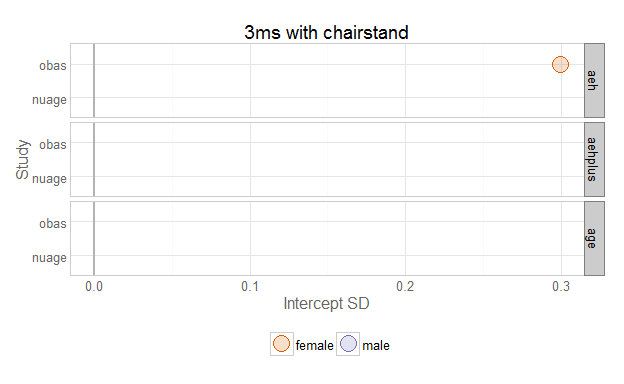 3ms with chairstand
Study
obas
nuage
aeh
obas
nuage
aehplus
obas
nuage
age
0.0 0.1 0.2 0.3
Intercept SD
female male